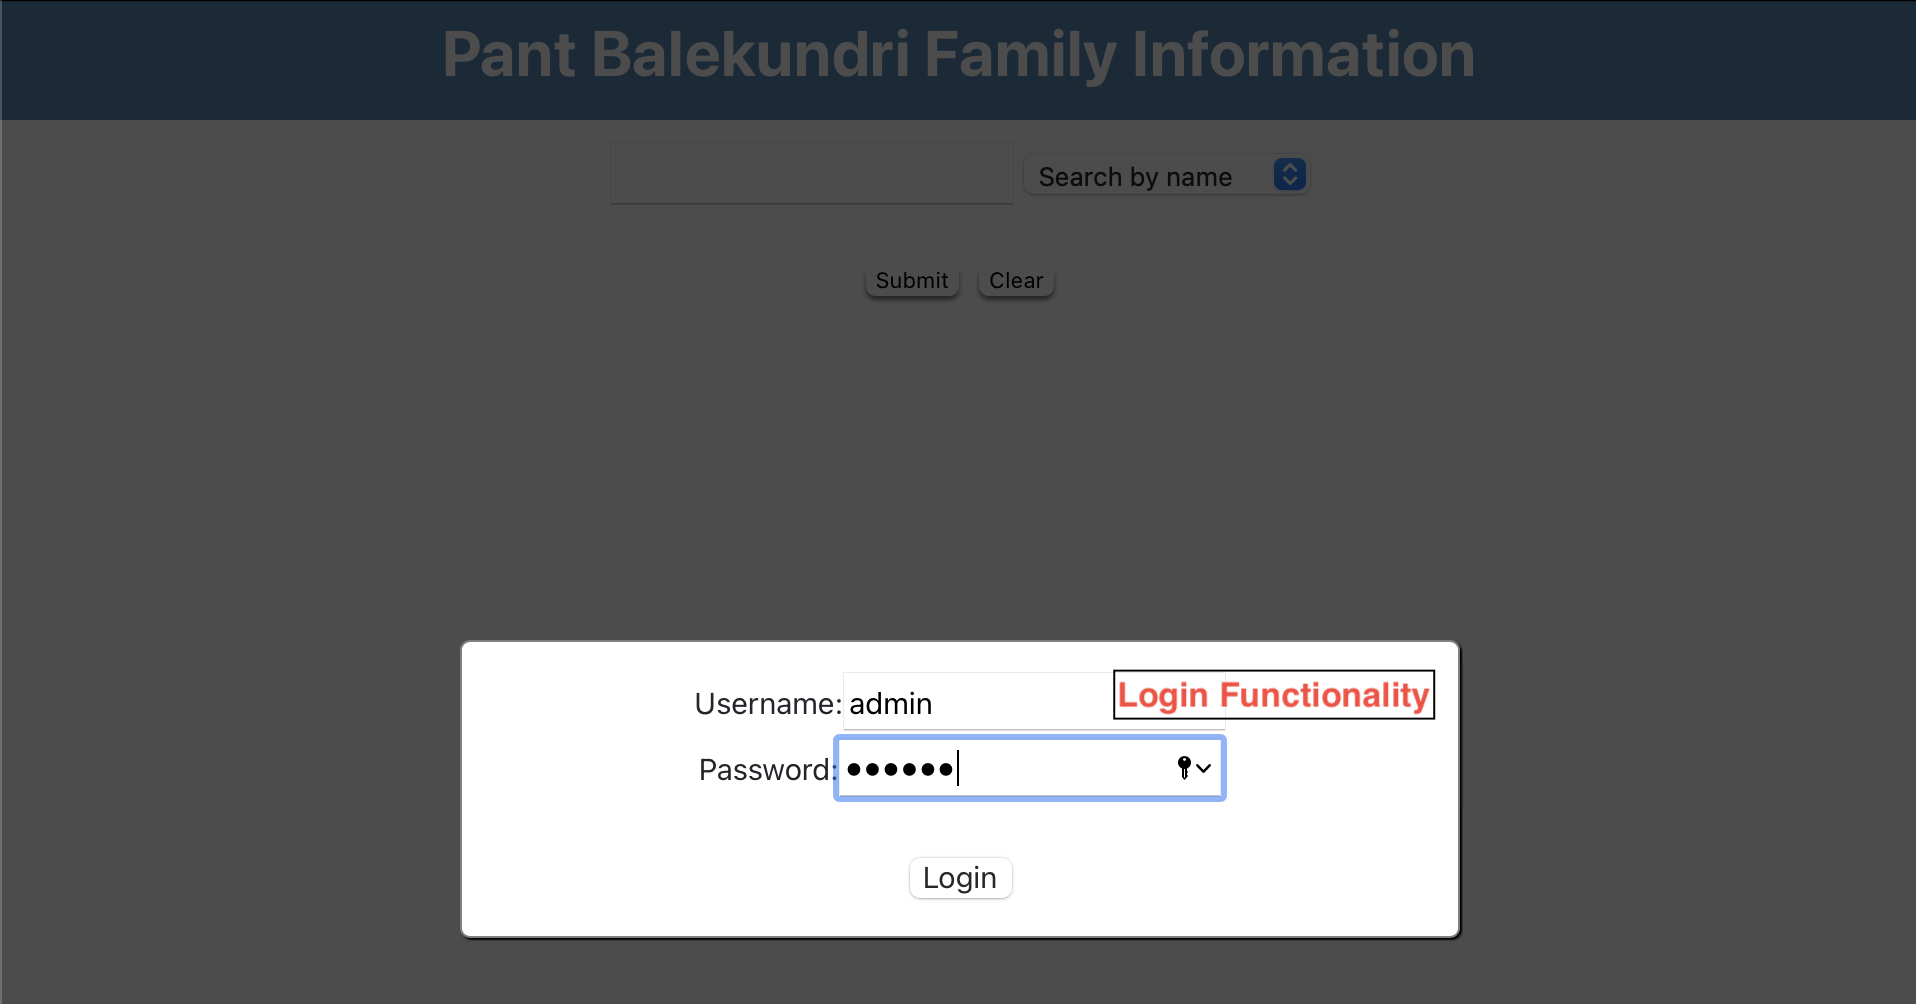 Pant Balekundri Family Information
Search by name
Submit Clear
Username: admin
Login Functionality
Password: ••••••
Login